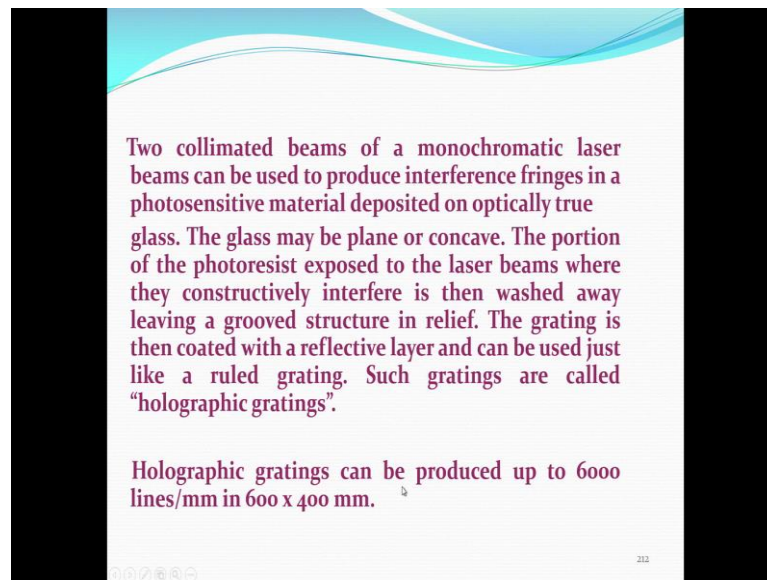 Two collimated beams of a monochromatic laser
beams can be used to produce interference fringes in a
photosensitive material deposited on optically true
glass. The glass may be plane or concave. The portion
of the photoresist exposed to the laser beams where
they constructively interfere is then washed away
leaving a grooved structure in relief. The grating is
then coated with a reflective layer and can be used just
like a ruled grating. Such gratings are called
“holographic gratings”.
Holographic gratings can be produced up to 6000
lines/mm in 600 x 400 mm.
212